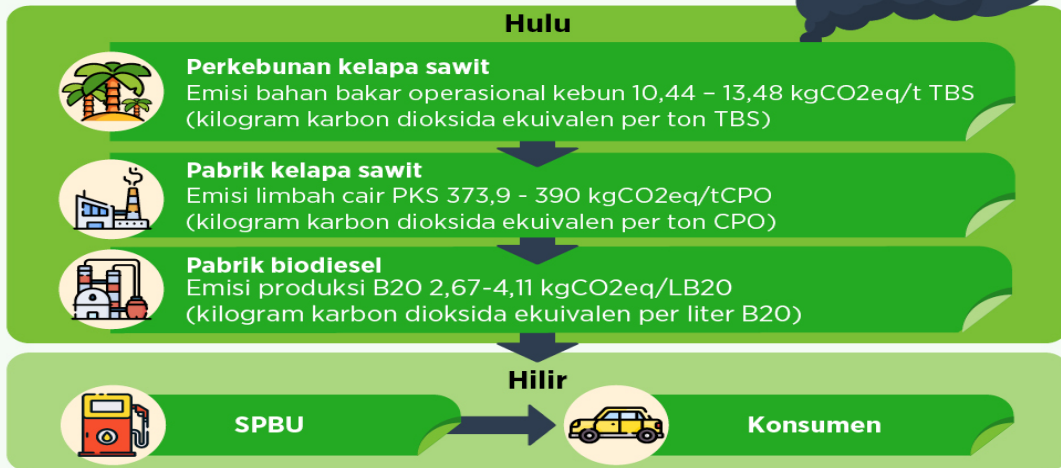 Hulu
Perkebunan kelapa sawit
Emisi bahan bakar operasional kebun 10,44 – 13,48 kgCO2eq/t TBS
(kilogram karbon dioksida ekuivalen per ton TBS)
Pabrik kelapa sawit
Emisi limbah cair PKS 373,9 - 390 kgCO2eq/tCPO
(kilogram karbon dioksida ekuivalen per ton CPO)
Pabrik biodiesel
Emisi produksi B20 2,67-4,11 kgCO2eq/LB20
(kilogram karbon dioksida ekuivalen per liter B20)
Hilir
SPBU
Konsumen